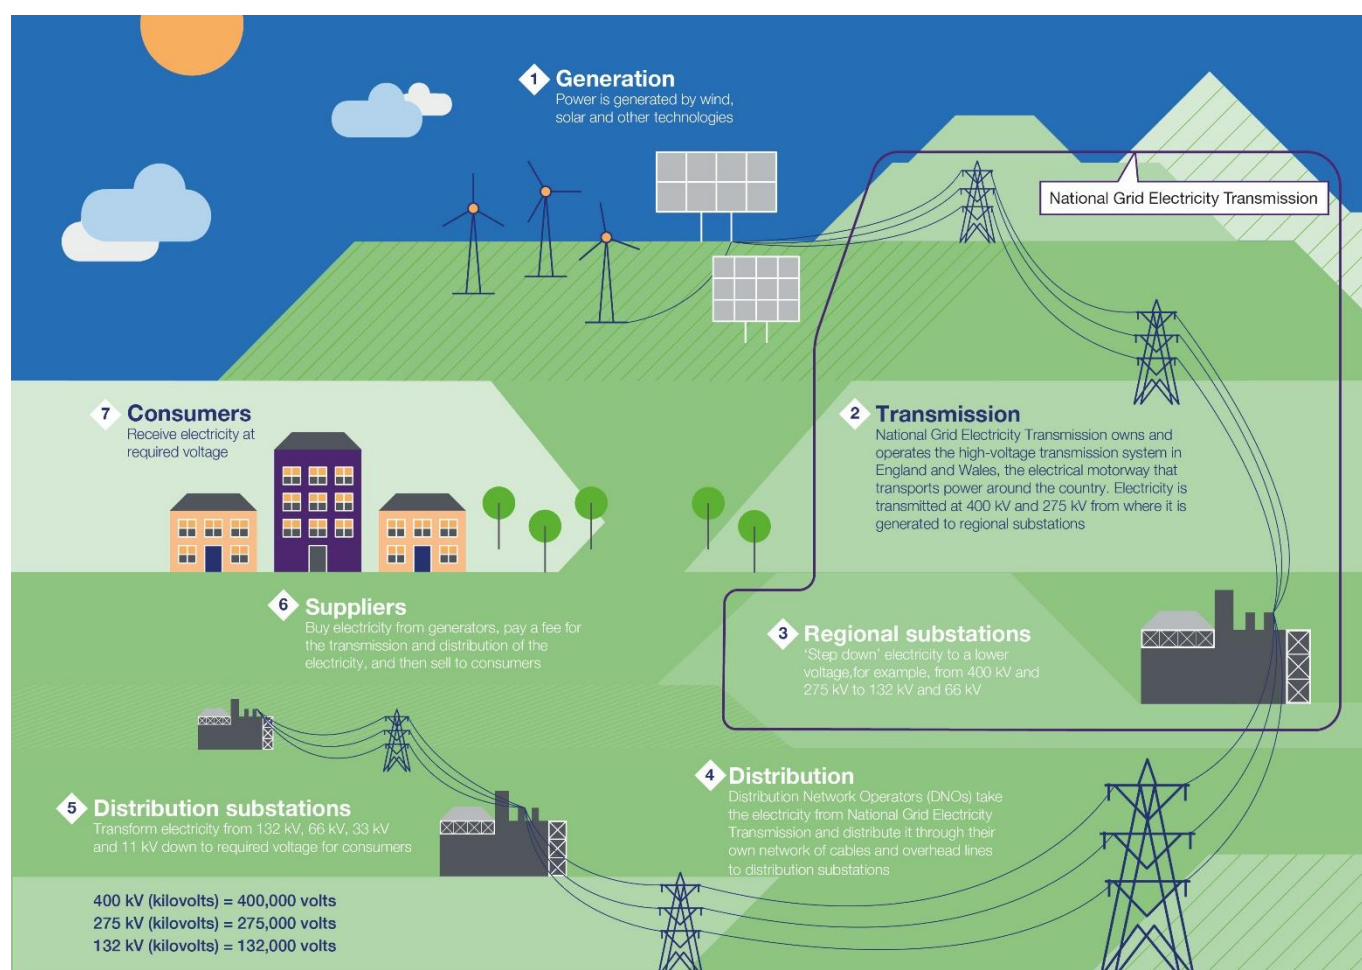 1 Generation
Power is generated by wind,
solar and other technologies
National Grid Electricity Transmission
2 Transmission
National Grid Electricity Transmission owns and
operates the high-voltage transmission system in
England and Wales, the electrical motorway that
transports power around the country. Electricity is
transmitted at 400 kV and 275 kV from where it is
generated to regional substations
3 Regional substations
‘Step down’ electricity to a lower
voltage,for example, from 400 kV and
275 kV to 132 kV and 66 kV
4 Distribution
Distribution Network Operators (DNOs) take
the electricity from National Grid Electricity
Transmission and distribute it through their
own network of cables and overhead lines
to distribution substations
5 Distribution substations
Transform electricity from 132 kV, 66 kV, 33 kV
and 11 kV down to required voltage for consumers
6 Suppliers
Buy electricity from generators, pay a fee for
the transmission and distribution of the
electricity, and then sell to consumers
7 Consumers
Receive electricity at
required voltage
400 kV (kilovolts) = 400,000 volts
275 kV (kilovolts) = 275,000 volts
132 kV (kilovolts) = 132,000 volts